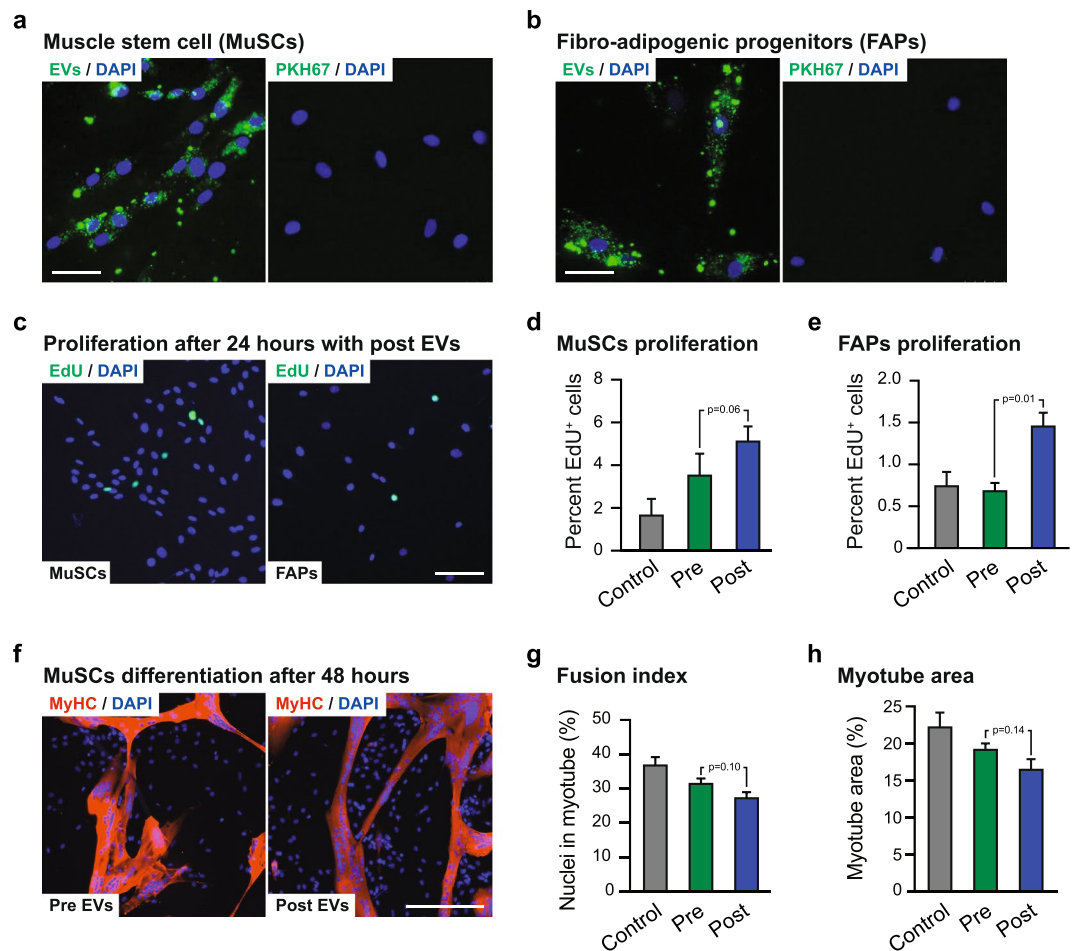 a
Muscle stem cell (MuSCs)
EVs / DAPI
PKH67 / DAPI
b
Fibro-adipogenic progenitors (FAPs)
EVs / DAPI
PKH67 / DAPI
c
Proliferation after 24 hours with post EVs
EdU / DAPI
EdU / DAPI
MuSCs
FAPs
d
MuSCs proliferation
Percent EdU+ cells
8
6
4
2
0
p=0.06
Control
Pre
Post
e
FAPs proliferation
Percent EdU+ cells
2.0
1.5
1.0
0.5
0
p=0.01
Control
Pre
Post
f
MuSCs differentiation after 48 hours
MyHC / DAPI
MyHC / DAPI
Pre EVs
Post EVs
g
Fusion index
Nuclei in myotube (%)
50
40
30
30
10
0
p=0.10
Control
Pre
Post
h
Myotube area
Myotube area (%)
25
20
15
10
5
0
p=0.14
Control
Pre
Post